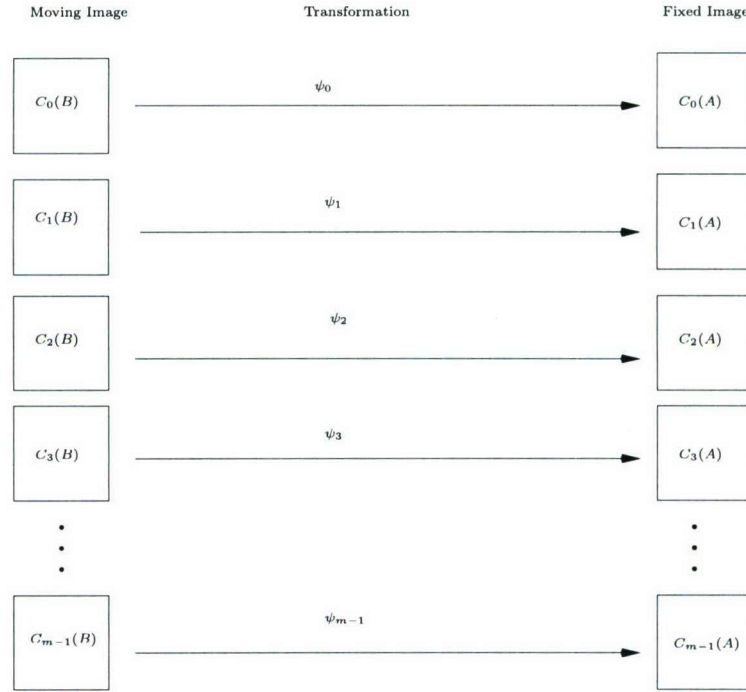 Moving Image Transformation Fixed Image
C₀(B) ψ₀ C₀(A)
C₁(B) ψ₁ C₁(A)
C₂(B) ψ₂ C₂(A)
C₃(B) ψ₃ C₃(A)
Cₘ₋₁(B) ψₘ₋₁ Cₘ₋₁(A)